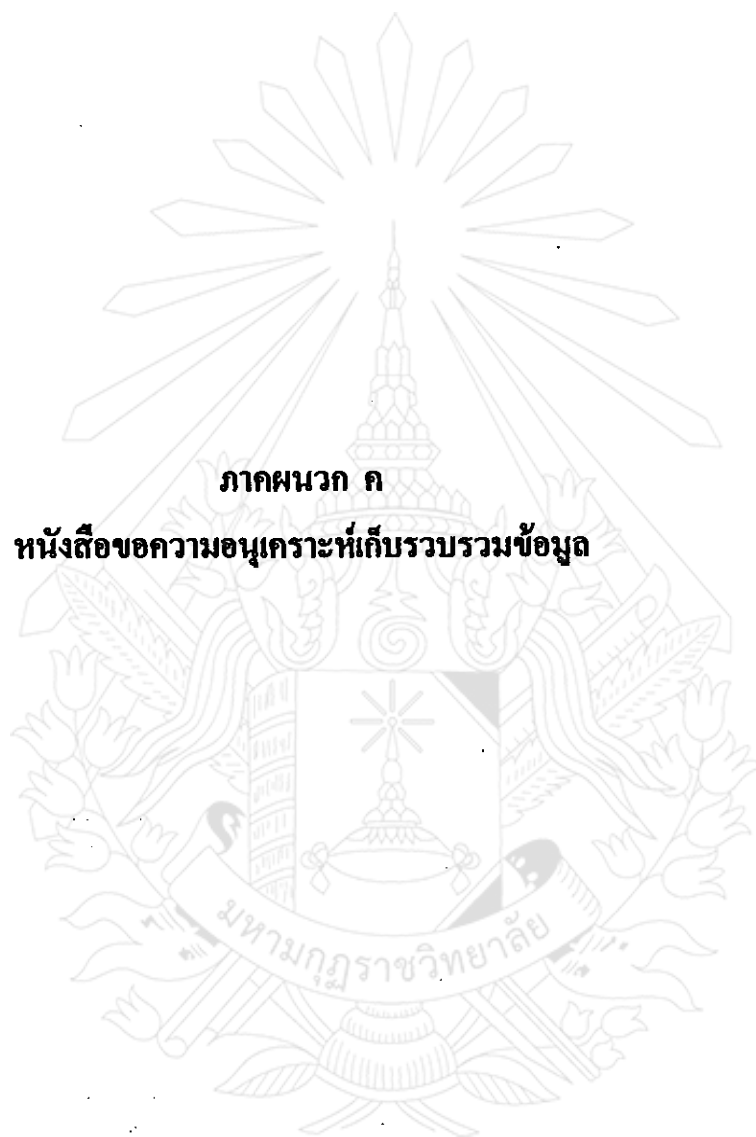 ภาคผนวก ค
หนังสือขอความอนุเคราะห์เก็บรวบรวมข้อมูล
มหามกุฏราชวิทยาลัย